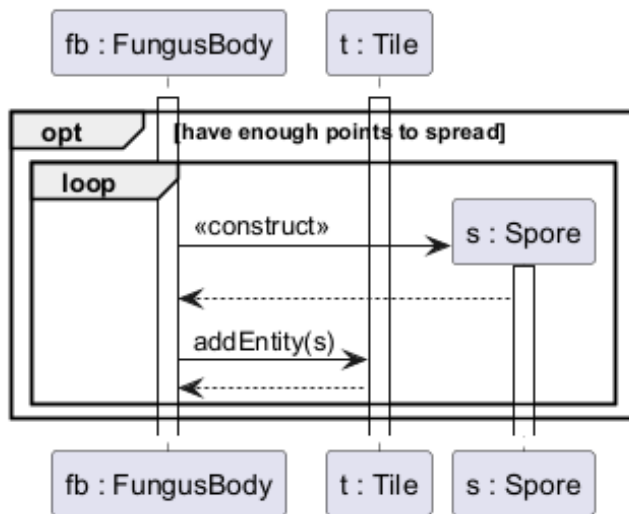 fb : FungusBody
t : Tile
opt
[have enough points to spread]
loop
«construct»
s : Spore
addEntity(s)
fb : FungusBody
t : Tile
s : Spore